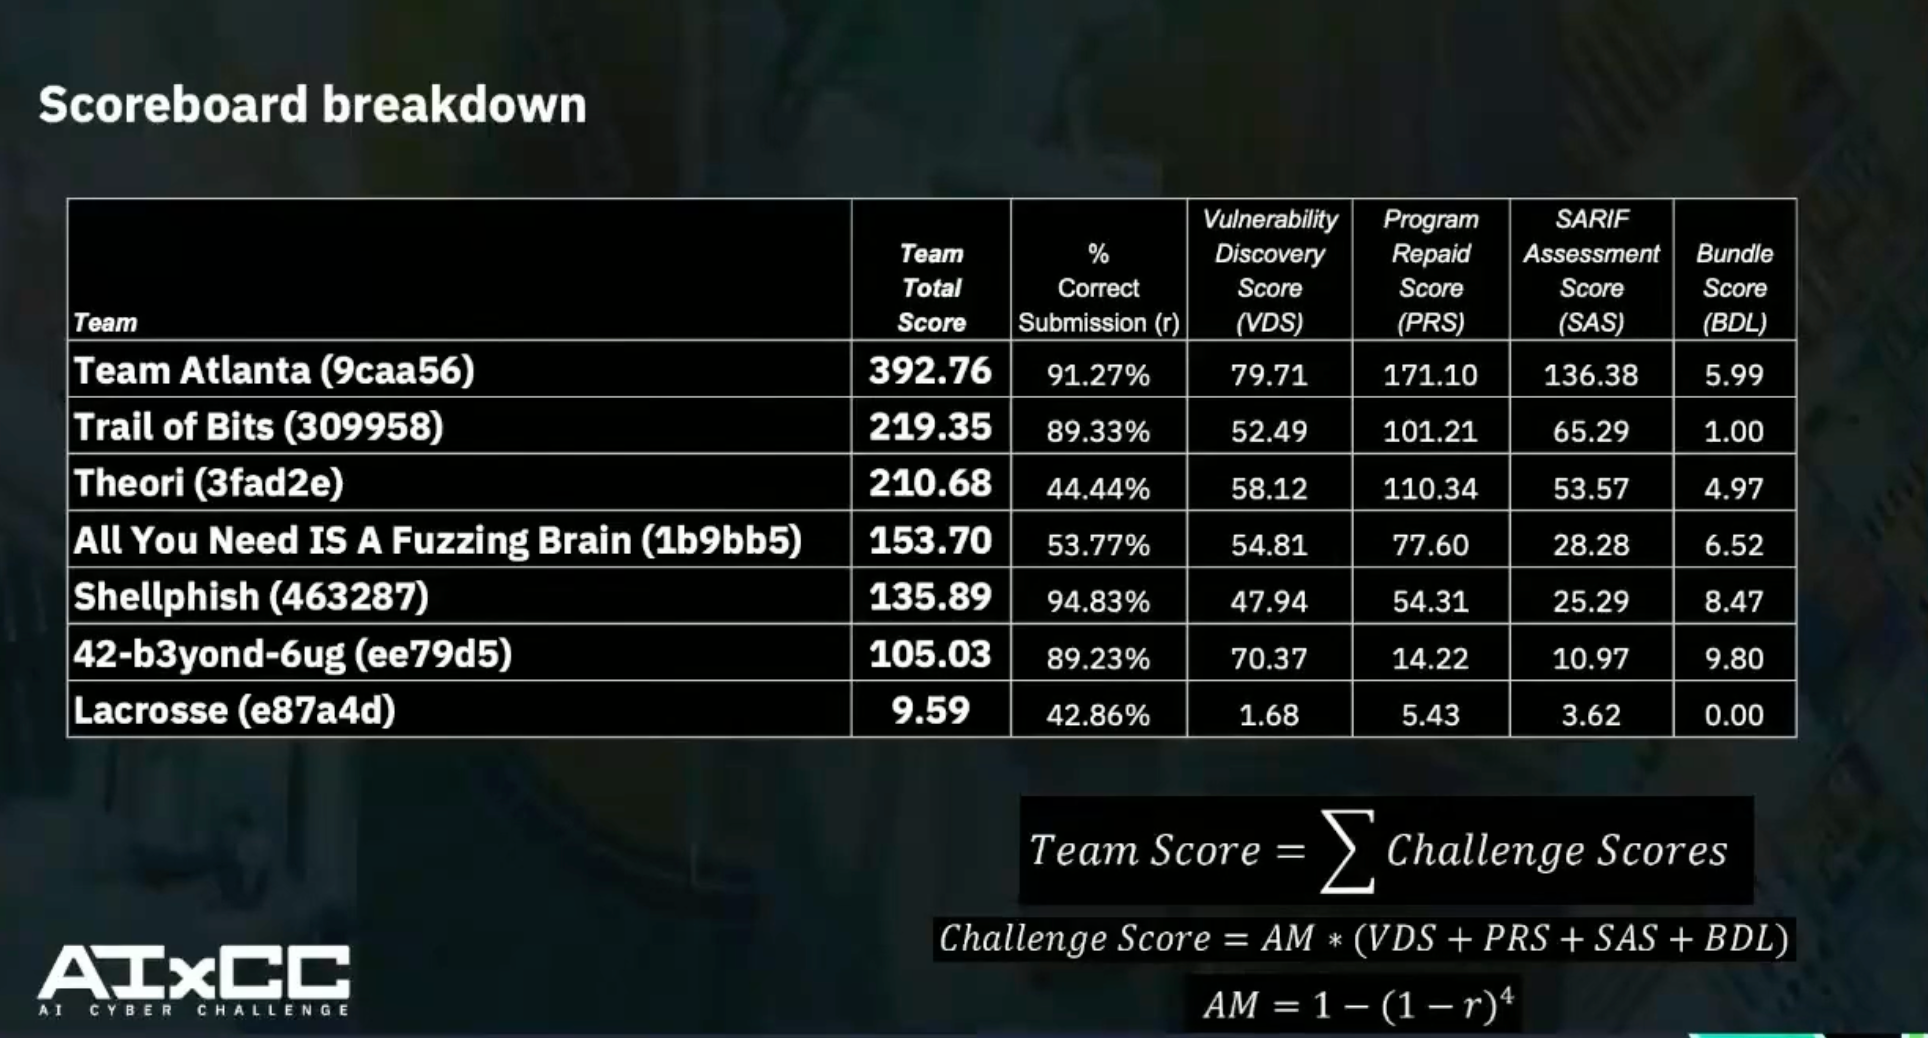 Scoreboard breakdown
Team | Team Total Score | % Correct Submission (r) | Vulnerability Discovery Score (VDS) | Program Repaid Score (PRS) | SARIF Assessment Score (SAS) | Bundle Score (BDL)
Team Atlanta (9caa56) | 392.76 | 91.27% | 79.71 | 171.10 | 136.38 | 5.99
Trail of Bits (309958) | 219.35 | 89.33% | 52.49 | 101.21 | 65.29 | 1.00
Theori (3fad2e) | 210.68 | 44.44% | 58.12 | 110.34 | 53.57 | 4.97
All You Need IS A Fuzzing Brain (1b9bb5) | 153.70 | 53.77% | 54.81 | 77.60 | 28.28 | 6.52
Shellphish (463287) | 135.89 | 94.83% | 47.94 | 54.31 | 25.29 | 8.47
42-b3yond-6ug (ee79d5) | 105.03 | 89.23% | 70.37 | 14.22 | 10.97 | 9.80
Lacrosse (e87a4d) | 9.59 | 42.86% | 1.68 | 5.43 | 3.62 | 0.00
Team Score = ∑ Challenge Scores
Challenge Score = AM * (VDS + PRS + SAS + BDL)
AM = 1 − (1 − r)⁴
AIxCC
AI CYBER CHALLENGE